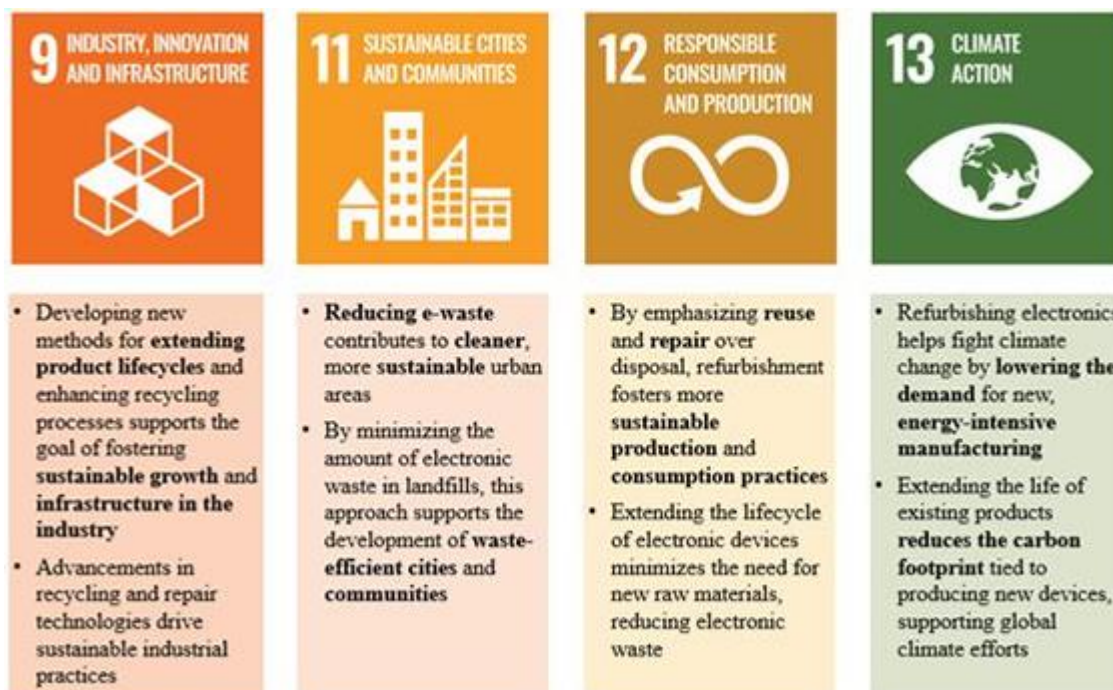 9 INDUSTRY, INNOVATION
AND INFRASTRUCTURE
• Developing new
methods for extending
product lifecycles and
enhancing recycling
processes supports the
goal of fostering
sustainable growth and
infrastructure in the
industry
• Advancements in
recycling and repair
technologies drive
sustainable industrial
practices
11 SUSTAINABLE CITIES
AND COMMUNITIES
• Reducing e-waste
contributes to cleaner,
more sustainable urban
areas
• By minimizing the
amount of electronic
waste in landfills, this
approach supports the
development of waste-
efficient cities and
communities
12 RESPONSIBLE
CONSUMPTION
AND PRODUCTION
• By emphasizing reuse
and repair over
disposal, refurbishment
fosters more
sustainable
production and
consumption practices
• Extending the lifecycle
of electronic devices
minimizes the need for
new raw materials,
reducing electronic
waste
13 CLIMATE
ACTION
• Refurbishing electronics
helps fight climate
change by lowering the
demand for new,
energy-intensive
manufacturing
• Extending the life of
existing products
reduces the carbon
footprint tied to
producing new devices,
supporting global
climate efforts